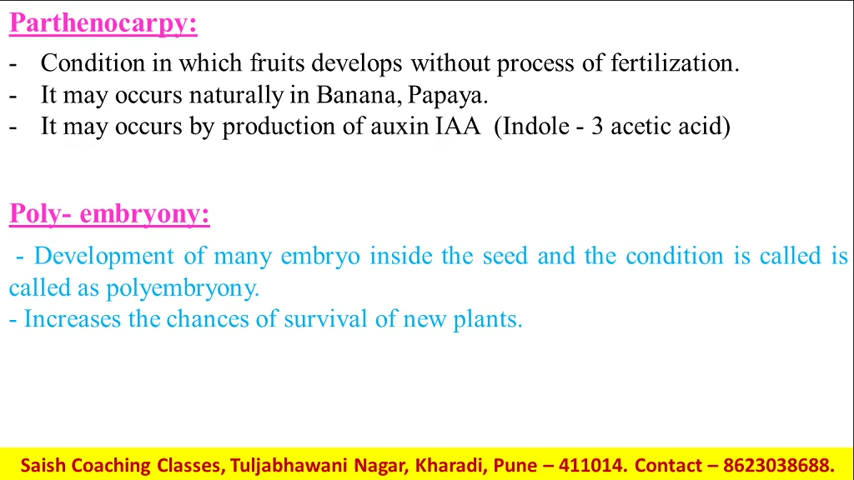 Parthenocarpy:
- Condition in which fruits develops without process of fertilization.
- It may occurs naturally in Banana, Papaya.
- It may occurs by production of auxin IAA (Indole - 3 acetic acid)
Poly- embryony:
- Development of many embryo inside the seed and the condition is called is
called as polyembryony.
- Increases the chances of survival of new plants.
Saish Coaching Classes, Tuljabhawani Nagar, Kharadi, Pune – 411014. Contact – 8623038688.